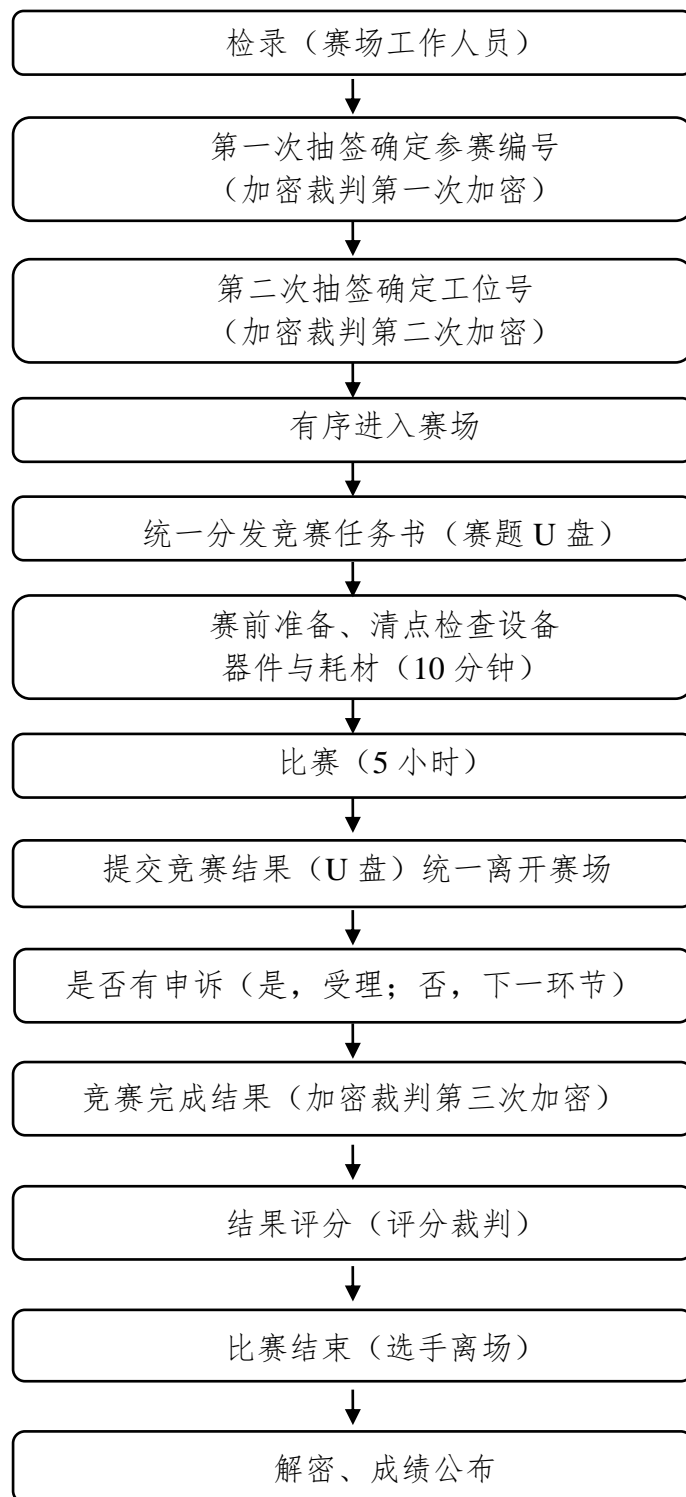 检录（赛场工作人员）
第一次抽签确定参赛编号
（加密裁判第一次加密）
第二次抽签确定工位号
（加密裁判第二次加密）
有序进入赛场
统一分发竞赛任务书（赛题 U 盘）
赛前准备、清点检查设备
器件与耗材（10 分钟）
比赛（5 小时）
提交竞赛结果（U 盘）统一离开赛场
是否有申诉（是，受理；否，下一环节）
竞赛完成结果（加密裁判第三次加密）
结果评分（评分裁判）
比赛结束（选手离场）
解密、成绩公布